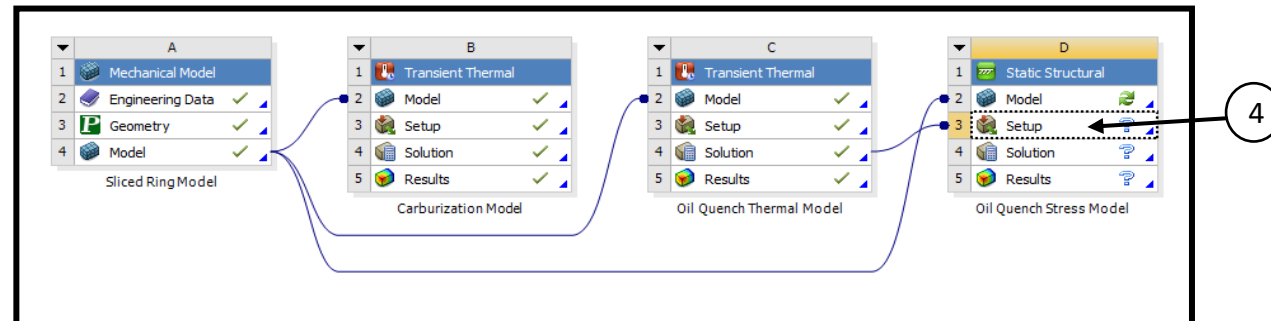 A
1 Mechanical Model
2 Engineering Data
3 Geometry
4 Model
Sliced Ring Model
B
1 Transient Thermal
2 Model
3 Setup
4 Solution
5 Results
Carburization Model
C
1 Transient Thermal
2 Model
3 Setup
4 Solution
5 Results
Oil Quench Thermal Model
D
1 Static Structural
2 Model
3 Setup ?
4 Solution ?
5 Results ?
Oil Quench Stress Model
4